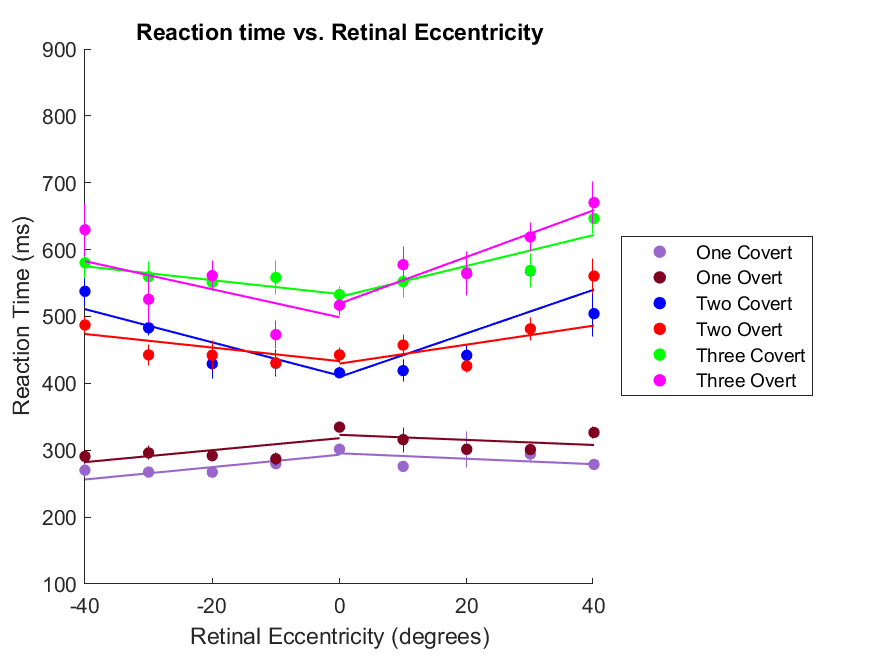 Reaction time vs. Retinal Eccentricity
900
800
700
600
500
400
300
200
100
Reaction Time (ms)
-40
-20
0
20
40
Retinal Eccentricity (degrees)
One Covert
One Overt
Two Covert
Two Overt
Three Covert
Three Overt